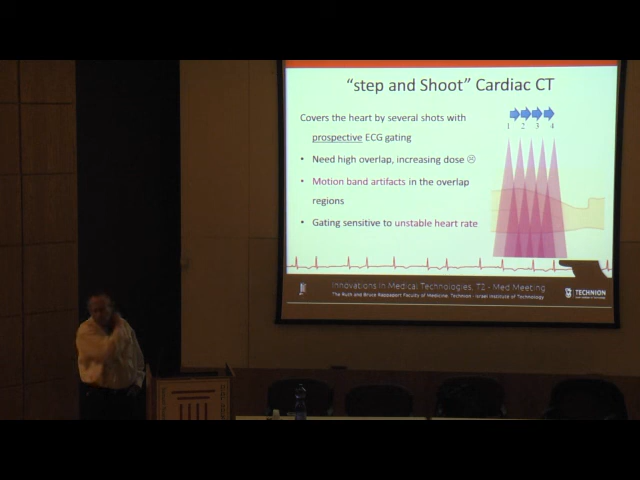 "step and Shoot" Cardiac CT
Covers the heart by several shots with
prospective ECG gating
• Need high overlap, increasing dose ☹
• Motion band artifacts in the overlap
regions
• Gating sensitive to unstable heart rate
1 2 3 4
Innovations in Medical Technologies: T2 - Med Meeting
The Ruth and Bruce Rappaport Faculty of Medicine, Technion - Israel Institute of Technology
TECHNION